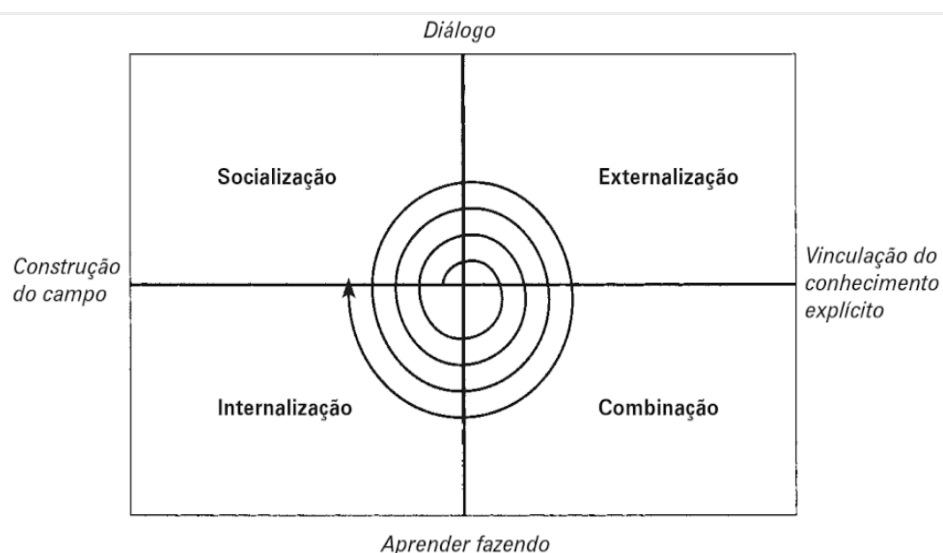 Diálogo
Socialização
Externalização
Construção
do campo
Vinculação do
conhecimento
explícito
Internalização
Combinação
Aprender fazendo